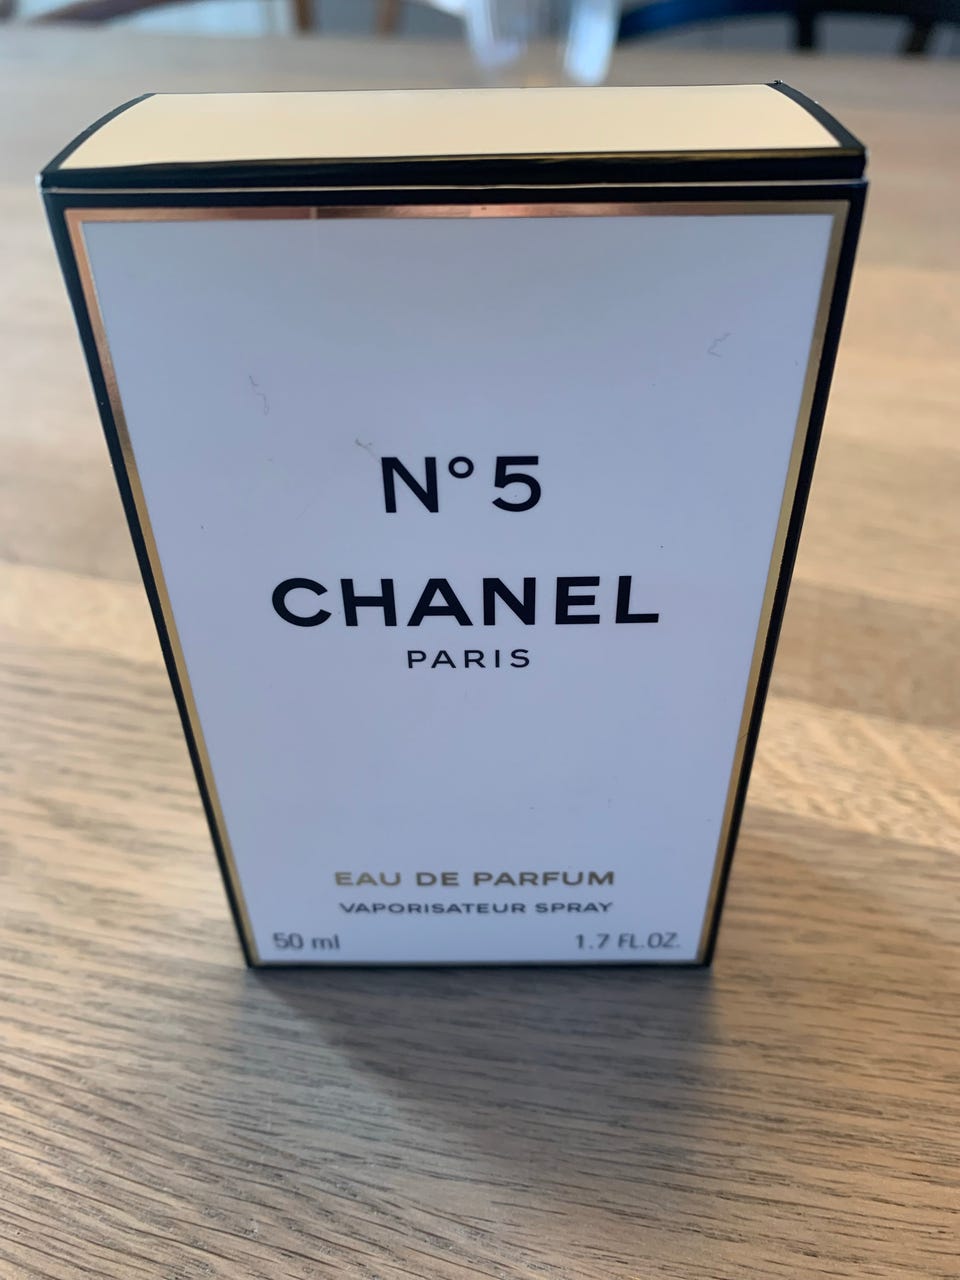 N°5
CHANEL
PARIS
EAU DE PARFUM
VAPORISATEUR SPRAY
50 ml 1.7 FL.OZ.